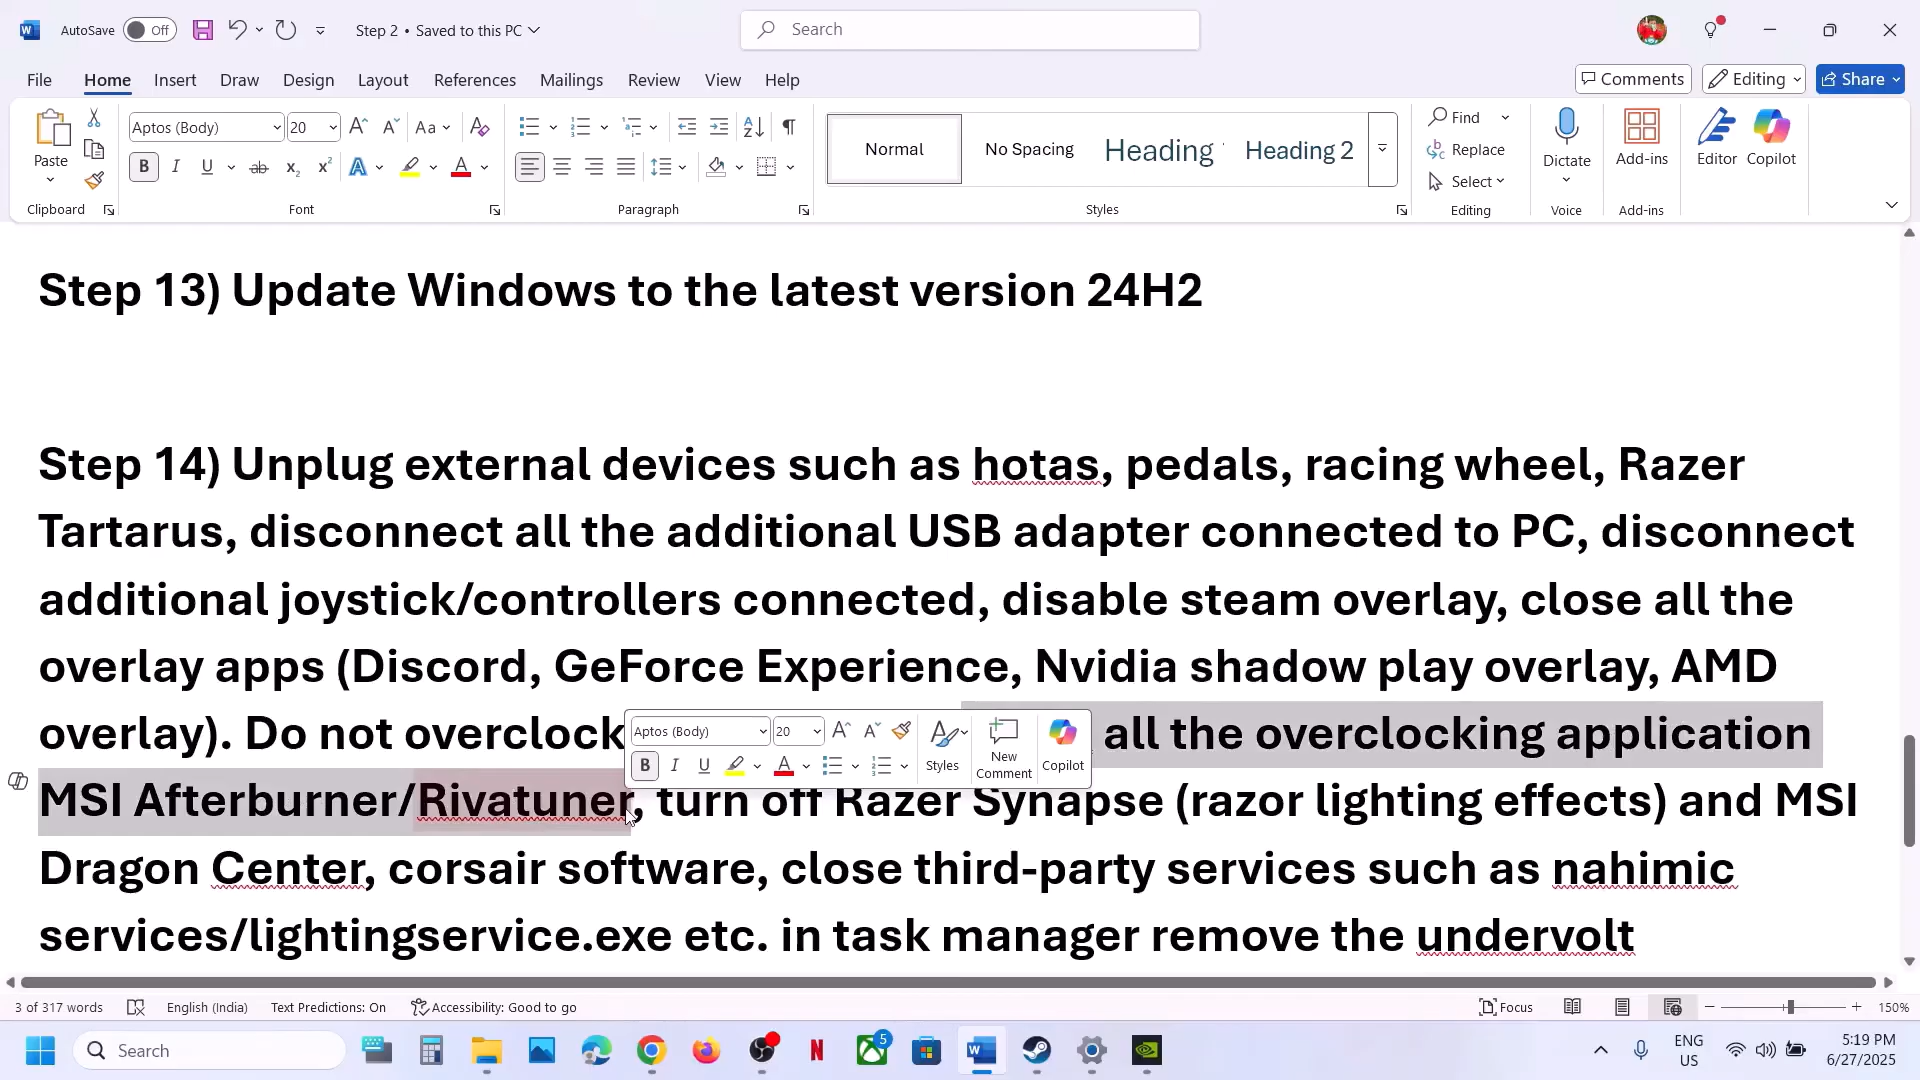 AutoSave Off Step 2 • Saved to this PC Search
File Home Insert Draw Design Layout References Mailings Review View Help Comments Editing Share
Paste Aptos (Body) 20 Aa Normal No Spacing Heading Heading 2 Find Replace Select Dictate Add-ins Editor Copilot
Clipboard Font Paragraph Styles Editing Voice Add-ins
Step 13) Update Windows to the latest version 24H2
Step 14) Unplug external devices such as hotas, pedals, racing wheel, Razer
Tartarus, disconnect all the additional USB adapter connected to PC, disconnect
additional joystick/controllers connected, disable steam overlay, close all the
overlay apps (Discord, GeForce Experience, Nvidia shadow play overlay, AMD
overlay). Do not overclock all the overclocking application
Aptos (Body) 20 Styles New Comment Copilot
MSI Afterburner/Rivatuner, turn off Razer Synapse (razor lighting effects) and MSI
Dragon Center, corsair software, close third-party services such as nahimic
services/lightingservice.exe etc. in task manager remove the undervolt
3 of 317 words English (India) Text Predictions: On Accessibility: Good to go Focus 150%
Search 5 ENG US 5:19 PM 6/27/2025